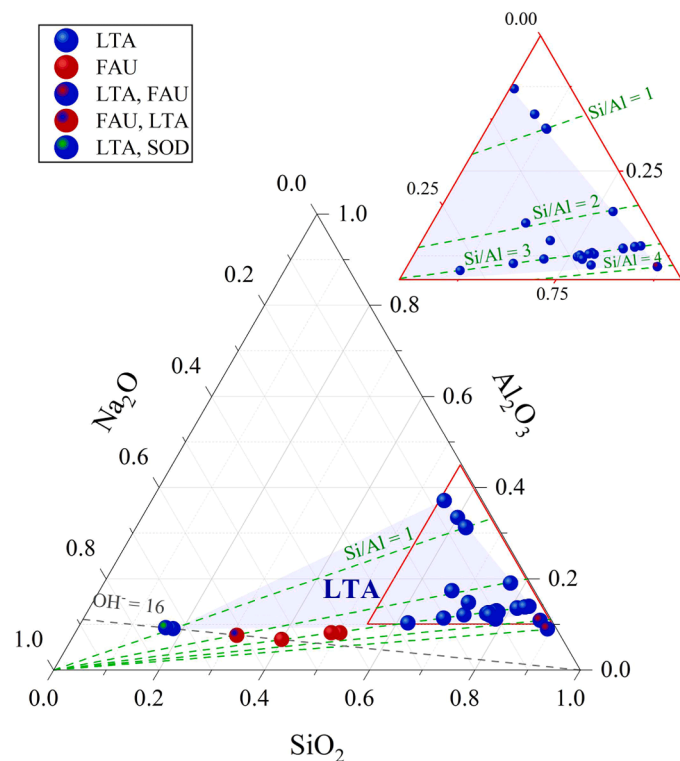 LTA
FAU
LTA, FAU
FAU, LTA
LTA, SOD
0.00
Si/Al = 1
0.25
0.25
Si/Al = 2
Si/Al = 3
Si/Al = 4
0.75
0.0
1.0
0.2
0.8
0.4
Na₂O
Al₂O₃
0.6
0.6
0.4
Si/Al = 1
0.8
LTA
0.2
OH⁻ = 16
1.0
0.0
0.0
0.2
0.4
0.6
0.8
1.0
SiO₂